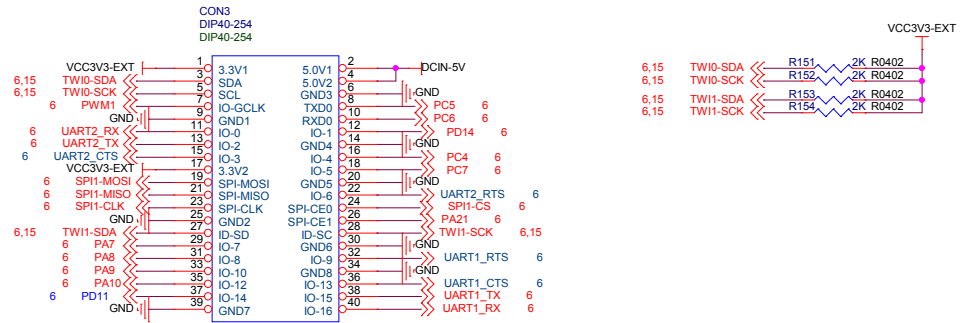 CON3
DIP40-254
DIP40-254
VCC3V3-EXT 1 3.3V1 5.0V1 2 DCIN-5V
6,15 TWI0-SDA 3 SDA 5.0V2 4
6,15 TWI0-SCK 5 SCL GND3 6 GND
6 PWM1 7 IO-GCLK TXD0 8 PC5 6
GND 9 GND1 RXD0 10 PC6 6
6 UART2_RX 11 IO-0 IO-1 12 PD14 6
6 UART2_TX 13 IO-2 GND4 14 GND
6 UART2_CTS 15 IO-3 IO-4 16 PC4 6
VCC3V3-EXT 17 3.3V2 IO-5 18 PC7 6
6 SPI1-MOSI 19 SPI-MOSI GND5 20 GND
6 SPI1-MISO 21 SPI-MISO IO-6 22 UART2_RTS 6
6 SPI1-CLK 23 SPI-CLK SPI-CE0 24 SPI1-CS 6
GND 25 GND2 SPI-CE1 26 PA21 6
6,15 TWI1-SDA 27 ID-SD ID-SC 28 TWI1-SCK 6,15
6 PA7 29 IO-7 GND6 30 GND
6 PA8 31 IO-8 IO-9 32 UART1_RTS 6
6 PA9 33 IO-10 GND8 34 GND
6 PA10 35 IO-12 IO-13 36 UART1_CTS 6
6 PD11 37 IO-14 IO-15 38 UART1_TX 6
GND 39 GND7 IO-16 40 UART1_RX 6
VCC3V3-EXT
6,15 TWI0-SDA R151 2K R0402
6,15 TWI0-SCK R152 2K R0402
6,15 TWI1-SDA R153 2K R0402
6,15 TWI1-SCK R154 2K R0402